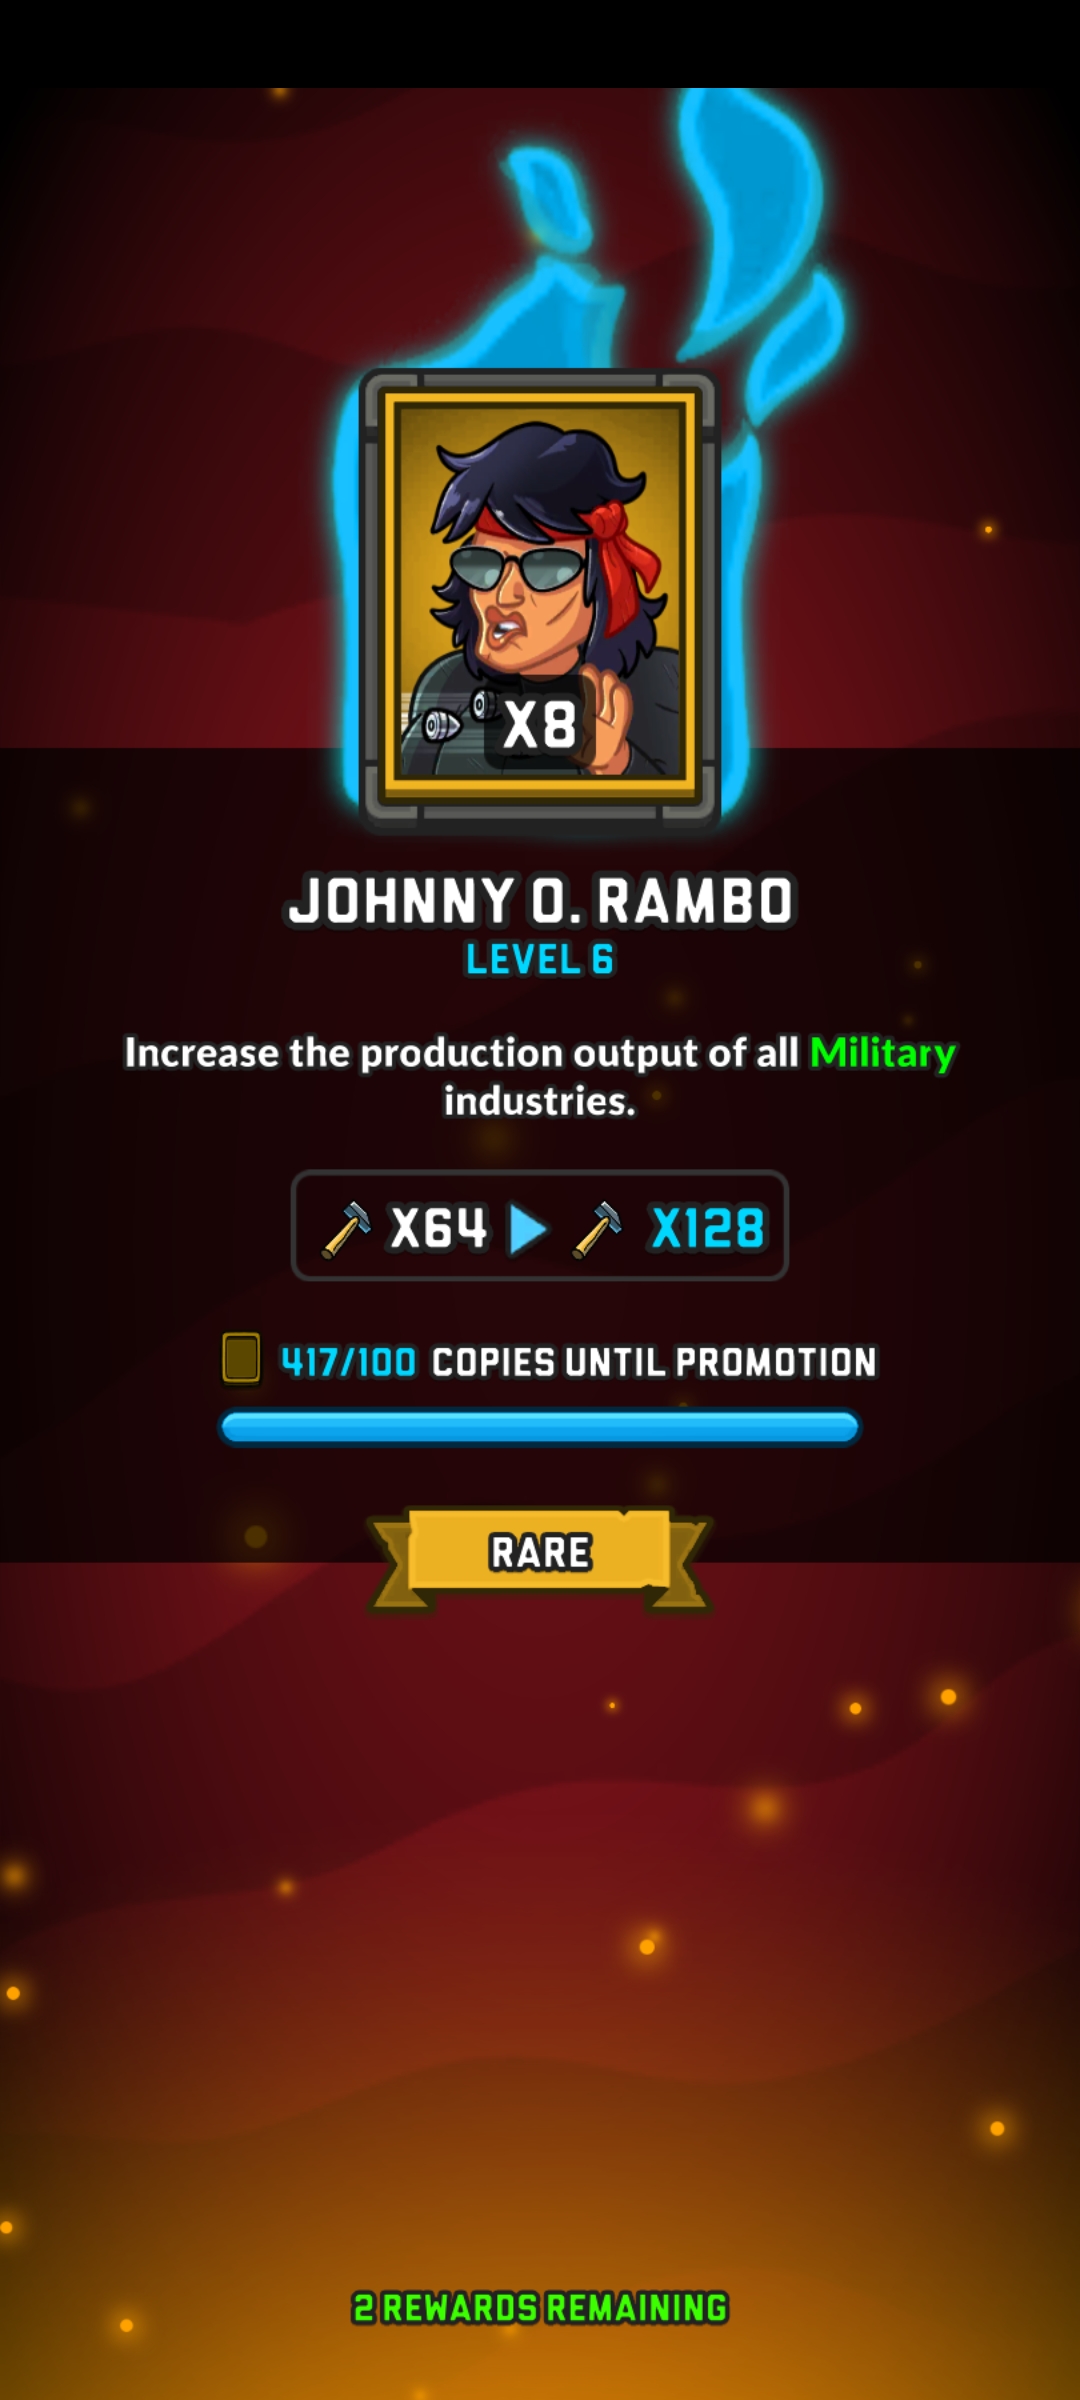 X8
JOHNNY O. RAMBO
LEVEL 6
Increase the production output of all Military
industries.
X64 X128
417/100 COPIES UNTIL PROMOTION
RARE
2 REWARDS REMAINING